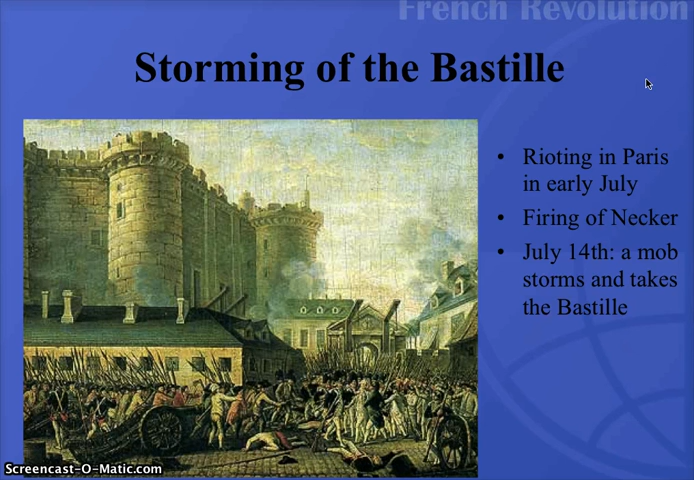 French Revolution
Storming of the Bastille
• Rioting in Paris
in early July
• Firing of Necker
• July 14th: a mob
storms and takes
the Bastille
Screencast-O-Matic.com